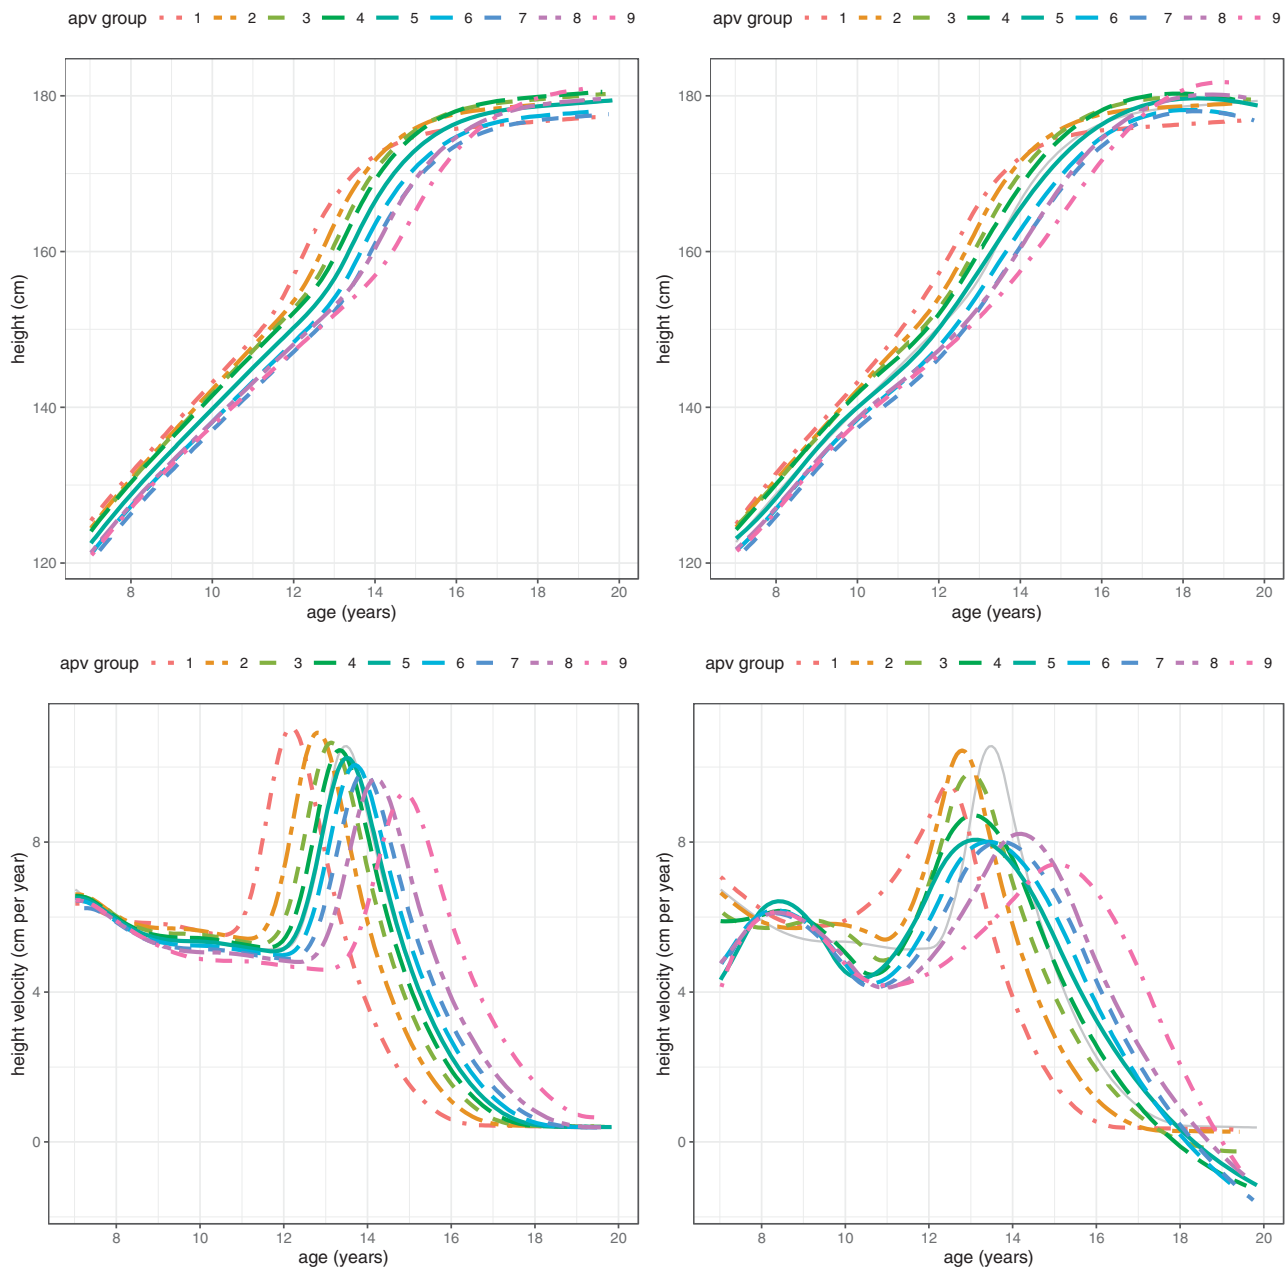 apv group 1 2 3 4 5 6 7 8 9
apv group 1 2 3 4 5 6 7 8 9
180
160
140
120
height (cm)
8 10 12 14 16 18 20
age (years)
180
160
140
120
height (cm)
8 10 12 14 16 18 20
age (years)
apv group 1 2 3 4 5 6 7 8 9
apv group 1 2 3 4 5 6 7 8 9
8
4
0
height velocity (cm per year)
8 10 12 14 16 18 20
age (years)
8
4
0
height velocity (cm per year)
8 10 12 14 16 18 20
age (years)